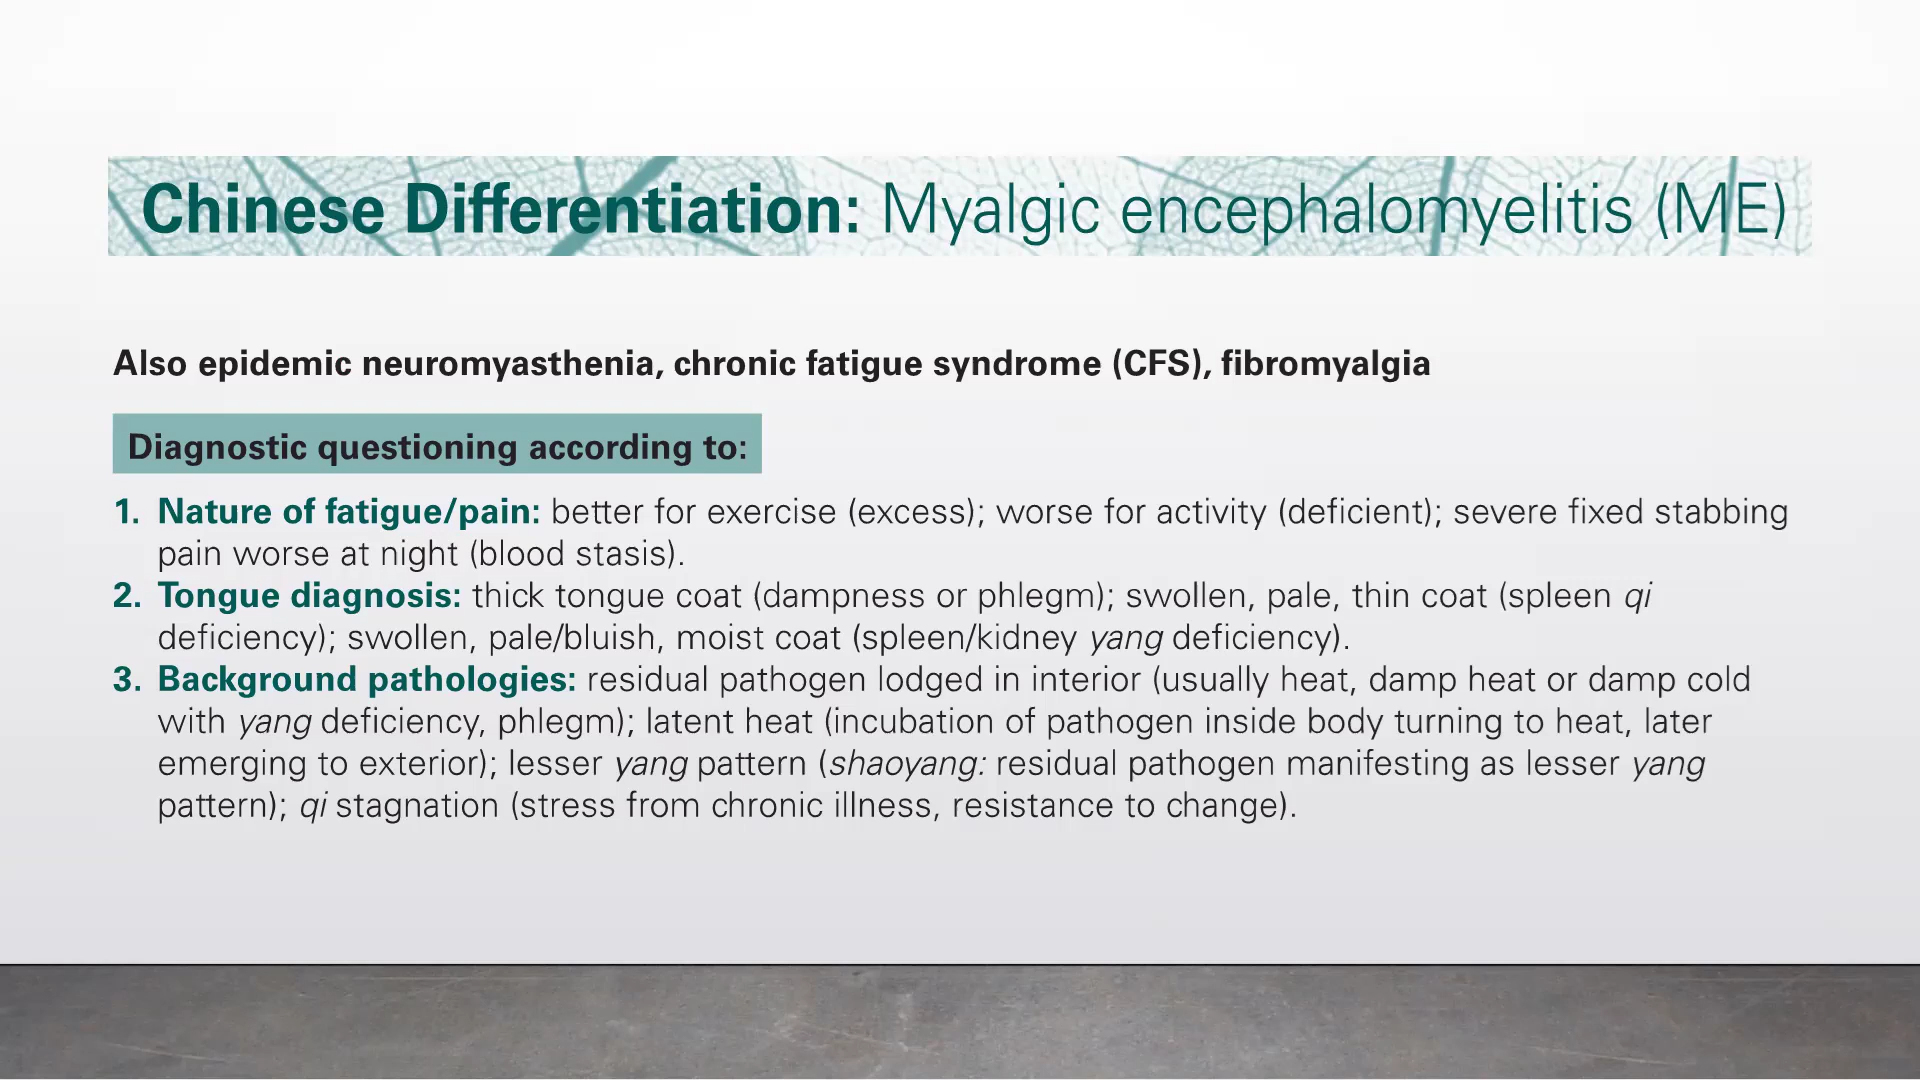 Chinese Differentiation: Myalgic encephalomyelitis (ME)
Also epidemic neuromyasthenia, chronic fatigue syndrome (CFS), fibromyalgia
Diagnostic questioning according to:
1. Nature of fatigue/pain: better for exercise (excess); worse for activity (deficient); severe fixed stabbing
pain worse at night (blood stasis).
2. Tongue diagnosis: thick tongue coat (dampness or phlegm); swollen, pale, thin coat (spleen qi
deficiency); swollen, pale/bluish, moist coat (spleen/kidney yang deficiency).
3. Background pathologies: residual pathogen lodged in interior (usually heat, damp heat or damp cold
with yang deficiency, phlegm); latent heat (incubation of pathogen inside body turning to heat, later
emerging to exterior); lesser yang pattern (shaoyang: residual pathogen manifesting as lesser yang
pattern); qi stagnation (stress from chronic illness, resistance to change).